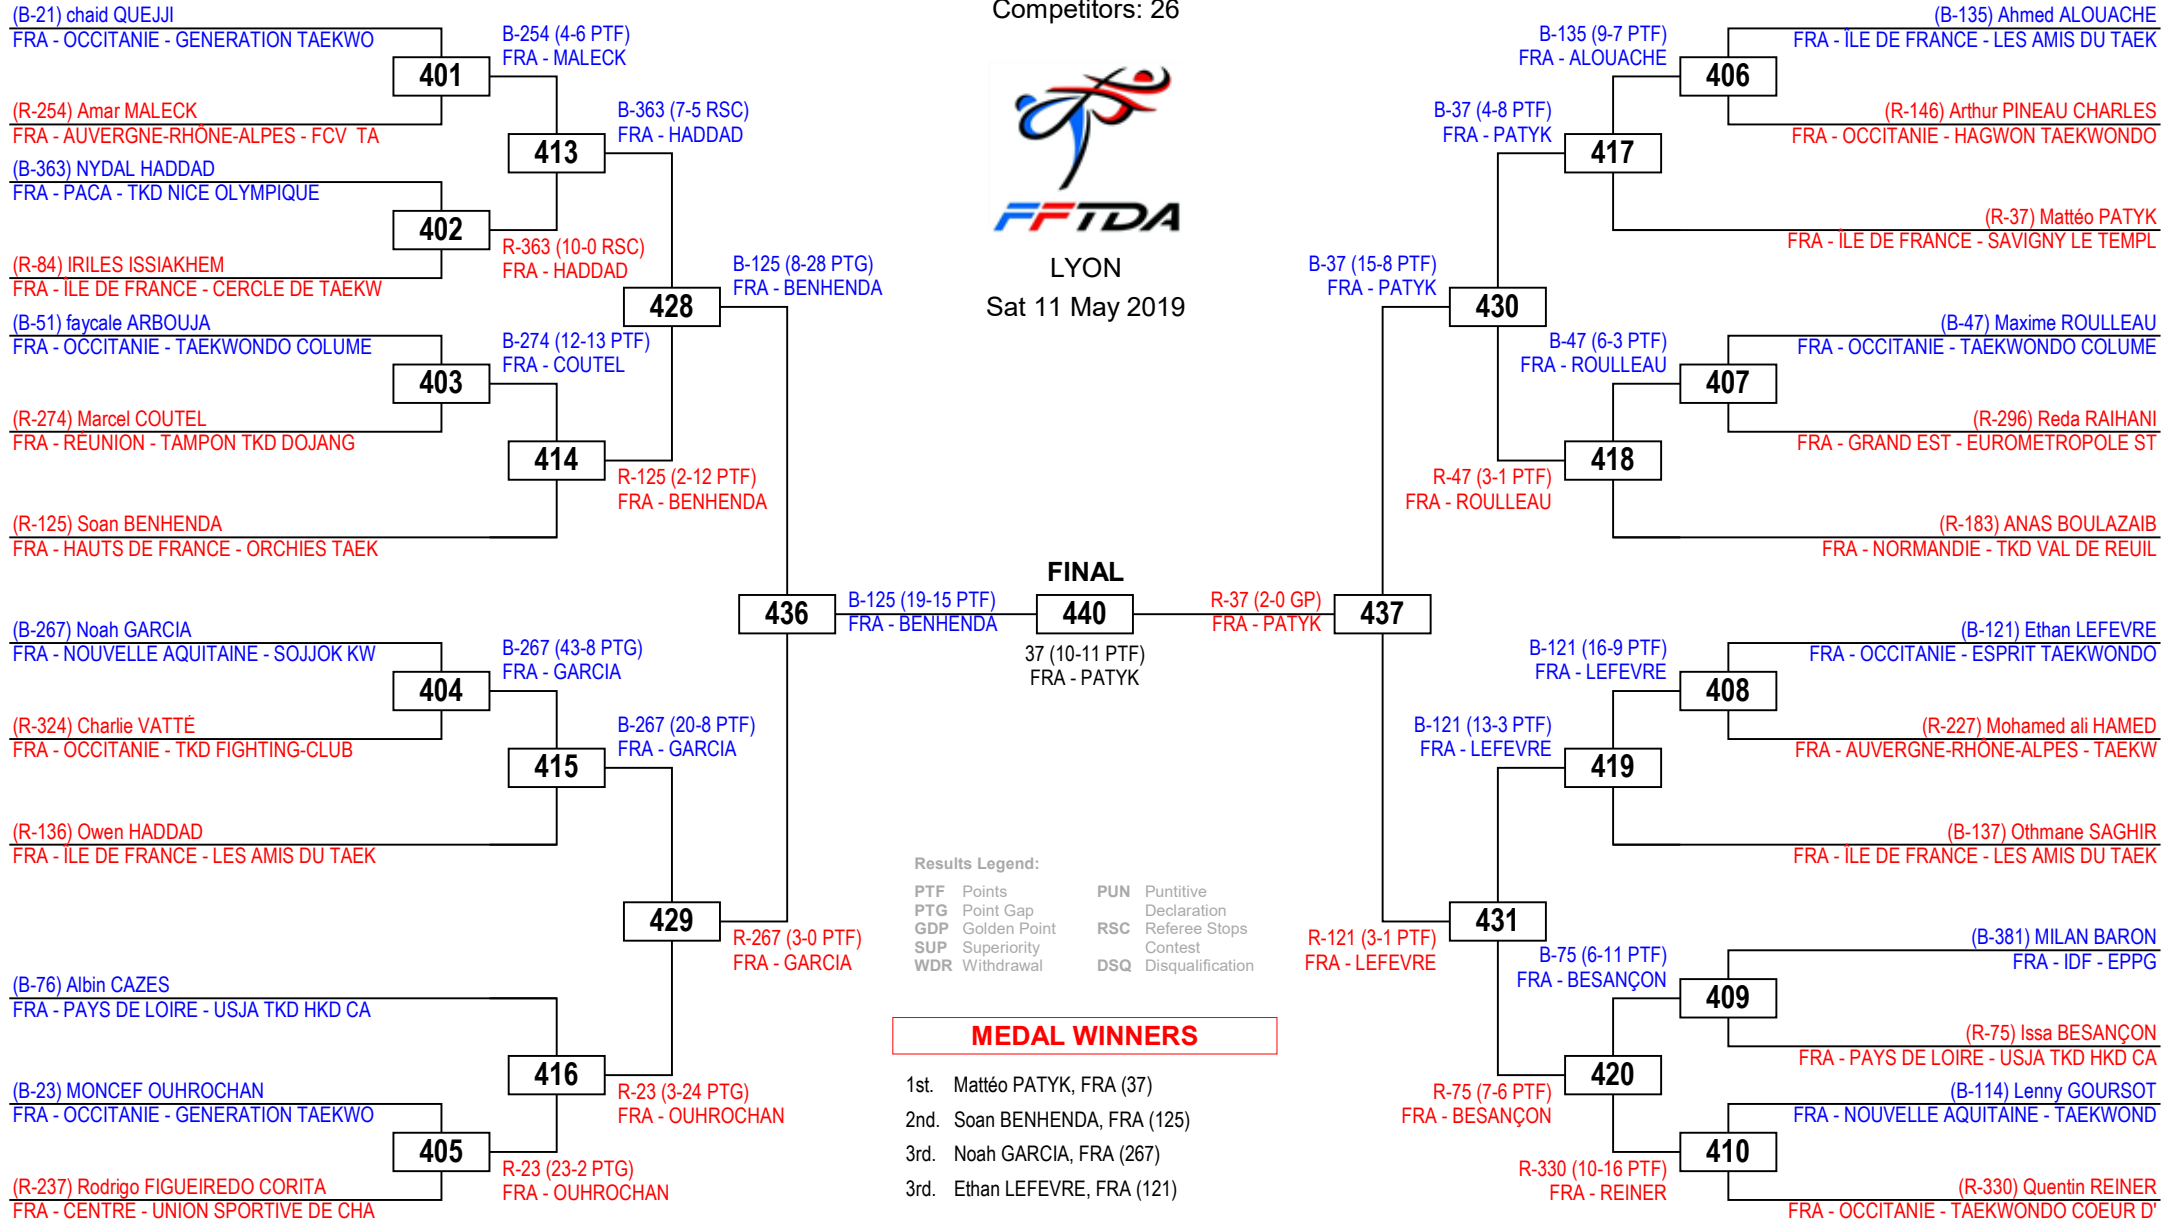 Competitors: 26
FFTDA
LYON
Sat 11 May 2019
(B-21) chaid QUEJJI
FRA - OCCITANIE - GENERATION TAEKWO
401
(R-254) Amar MALECK
FRA - AUVERGNE-RHÔNE-ALPES - FCV TA
B-254 (4-6 PTF)
FRA - MALECK
413
B-363 (7-5 RSC)
FRA - HADDAD
(B-363) NYDAL HADDAD
FRA - PACA - TKD NICE OLYMPIQUE
402
R-363 (10-0 RSC)
FRA - HADDAD
(R-84) IRILES ISSIAKHEM
FRA - ÎLE DE FRANCE - CERCLE DE TAEKW
428
B-125 (8-28 PTG)
FRA - BENHENDA
(B-51) faycale ARBOUJA
FRA - OCCITANIE - TAEKWONDO COLUME
403
B-274 (12-13 PTF)
FRA - COUTEL
(R-274) Marcel COUTEL
FRA - RÉUNION - TAMPON TKD DOJANG
414
R-125 (2-12 PTF)
FRA - BENHENDA
(R-125) Soan BENHENDA
FRA - HAUTS DE FRANCE - ORCHIES TAEK
436
B-125 (19-15 PTF)
FRA - BENHENDA
(B-267) Noah GARCIA
FRA - NOUVELLE AQUITAINE - SOJJOK KW
404
B-267 (43-8 PTG)
FRA - GARCIA
(R-324) Charlie VATTÉ
FRA - OCCITANIE - TKD FIGHTING-CLUB
415
B-267 (20-8 PTF)
FRA - GARCIA
(R-136) Owen HADDAD
FRA - ÎLE DE FRANCE - LES AMIS DU TAEK
429
R-267 (3-0 PTF)
FRA - GARCIA
(B-76) Albin CAZES
FRA - PAYS DE LOIRE - USJA TKD HKD CA
416
R-23 (3-24 PTG)
FRA - OUHROCHAN
(B-23) MONCEF OUHROCHAN
FRA - OCCITANIE - GENERATION TAEKWO
405
R-23 (23-2 PTG)
FRA - OUHROCHAN
(R-237) Rodrigo FIGUEIREDO CORITA
FRA - CENTRE - UNION SPORTIVE DE CHA
FINAL
440
37 (10-11 PTF)
FRA - PATYK
R-37 (2-0 GP)
FRA - PATYK
437
(B-135) Ahmed ALOUACHE
FRA - ÎLE DE FRANCE - LES AMIS DU TAEK
B-135 (9-7 PTF)
FRA - ALOUACHE
406
(R-146) Arthur PINEAU CHARLES
FRA - OCCITANIE - HAGWON TAEKWONDO
B-37 (4-8 PTF)
FRA - PATYK
417
(R-37) Mattéo PATYK
FRA - ÎLE DE FRANCE - SAVIGNY LE TEMPL
B-37 (15-8 PTF)
FRA - PATYK
430
(B-47) Maxime ROULLEAU
FRA - OCCITANIE - TAEKWONDO COLUME
B-47 (6-3 PTF)
FRA - ROULLEAU
407
(R-296) Reda RAIHANI
FRA - GRAND EST - EUROMETROPOLE ST
418
R-47 (3-1 PTF)
FRA - ROULLEAU
(R-183) ANAS BOULAZAIB
FRA - NORMANDIE - TKD VAL DE REUIL
(B-121) Ethan LEFEVRE
FRA - OCCITANIE - ESPRIT TAEKWONDO
B-121 (16-9 PTF)
FRA - LEFEVRE
408
(R-227) Mohamed ali HAMED
FRA - AUVERGNE-RHÔNE-ALPES - TAEKW
B-121 (13-3 PTF)
FRA - LEFEVRE
419
(B-137) Othmane SAGHIR
FRA - ÎLE DE FRANCE - LES AMIS DU TAEK
431
R-121 (3-1 PTF)
FRA - LEFEVRE
(B-381) MILAN BARON
FRA - IDF - EPPG
B-75 (6-11 PTF)
FRA - BESANÇON
409
(R-75) Issa BESANÇON
FRA - PAYS DE LOIRE - USJA TKD HKD CA
420
R-75 (7-6 PTF)
FRA - BESANÇON
(B-114) Lenny GOURSOT
FRA - NOUVELLE AQUITAINE - TAEKWOND
410
R-330 (10-16 PTF)
FRA - REINER
(R-330) Quentin REINER
FRA - OCCITANIE - TAEKWONDO COEUR D'
Results Legend:
PTF Points
PTG Point Gap
GDP Golden Point
SUP Superiority
WDR Withdrawal
PUN Puntitive
Declaration
RSC Referee Stops
Contest
DSQ Disqualification
MEDAL WINNERS
1st. Mattéo PATYK, FRA (37)
2nd. Soan BENHENDA, FRA (125)
3rd. Noah GARCIA, FRA (267)
3rd. Ethan LEFEVRE, FRA (121)